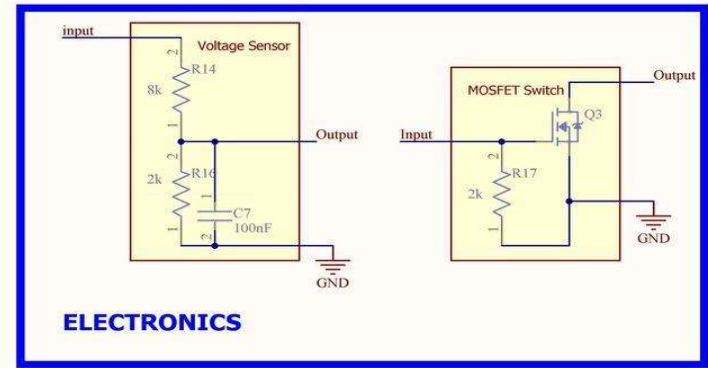 input
Voltage Sensor
2
R14
8k
1
Output
2
R16
2k
1
1
C7
100nF
2
GND
MOSFET Switch
Output
Q3
Input
2
R17
2k
1
GND
ELECTRONICS